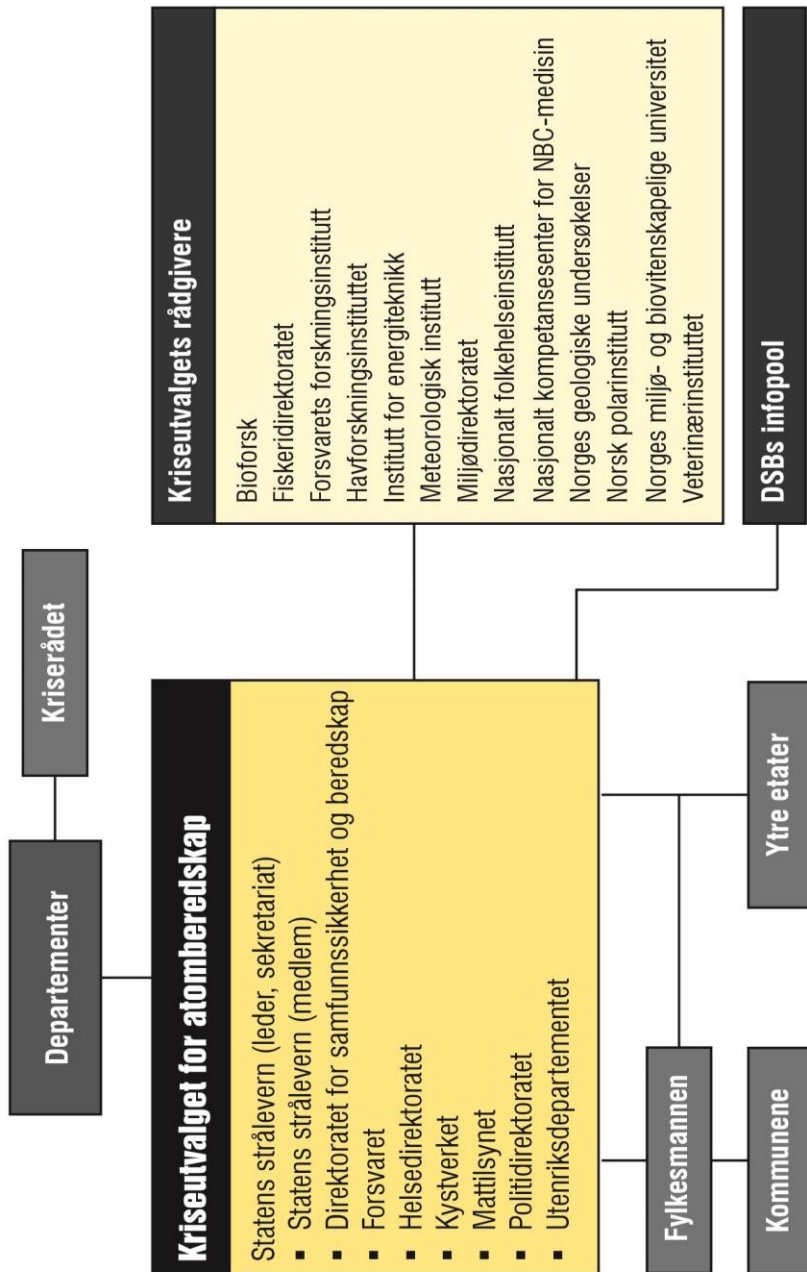 Departementer
Kriserådet
Kriseutvalget for atomberedskap
Statens strålevern (leder, sekretariat)
▪ Statens strålevern (medlem)
▪ Direktoratet for samfunnssikkerhet og beredskap
▪ Forsvaret
▪ Helsedirektoratet
▪ Kystverket
▪ Mattilsynet
▪ Politidirektoratet
▪ Utenriksdepartementet
Kriseutvalgets rådgivere
Bioforsk
Fiskeridirektoratet
Forsvarets forskningsinstitutt
Havforskningsinstituttet
Institutt for energiteknikk
Meteorologisk institutt
Miljødirektoratet
Nasjonalt folkehelseinstitutt
Nasjonalt kompetansesenter for NBC-medisin
Norges geologiske undersøkelser
Norsk polarinstitutt
Norges miljø- og biovitenskapelige universitet
Veterinærinstituttet
Fylkesmannen
Ytre etater
DSBs infopool
Kommunene